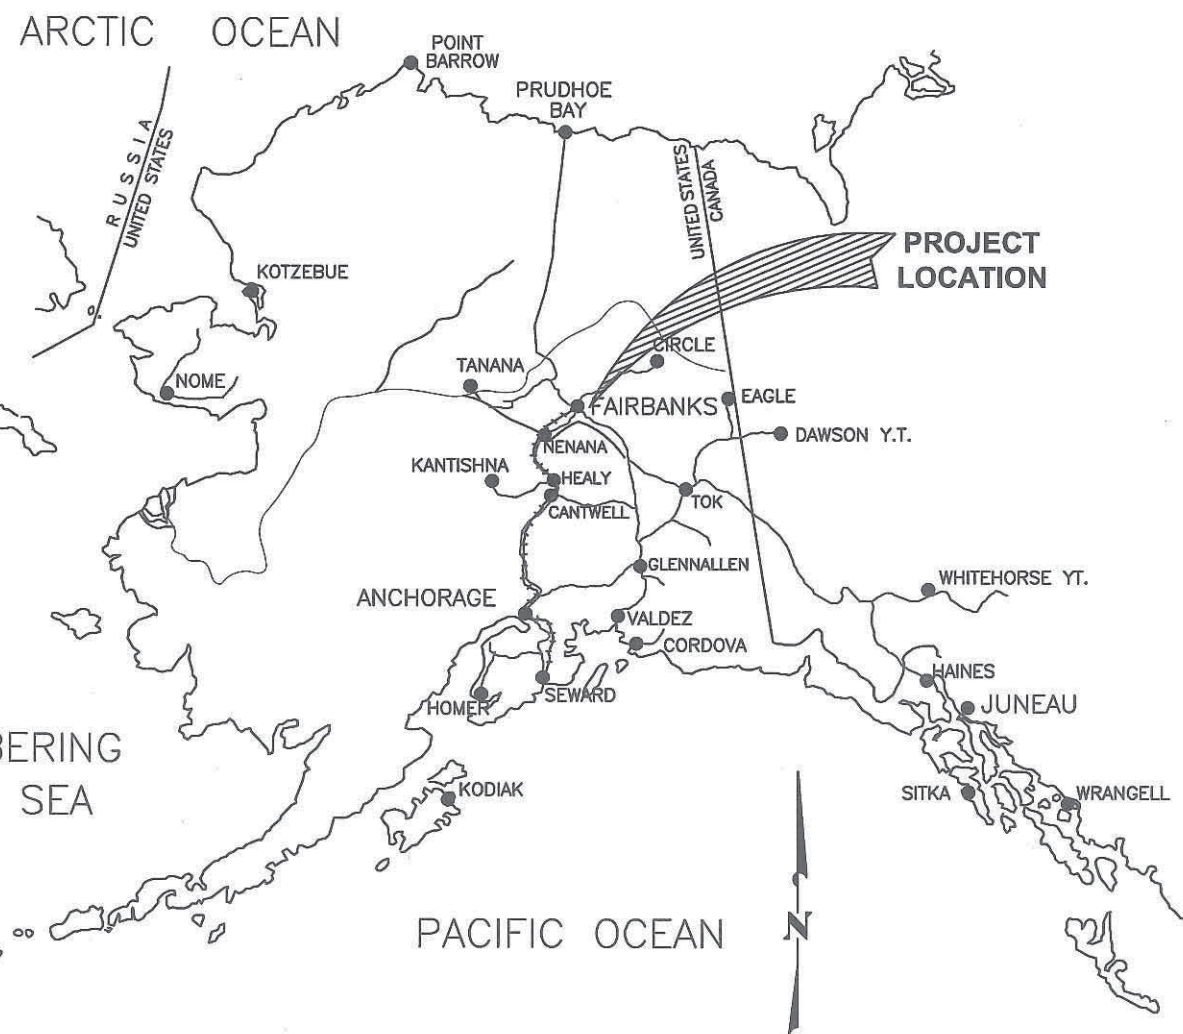 ARCTIC OCEAN
POINT
BARROW
PRUDHOE
BAY
RUSSIA
UNITED STATES
UNITED STATES
CANADA
PROJECT
LOCATION
KOTZEBUE
NOME
TANANA
CIRCLE
FAIRBANKS
EAGLE
DAWSON Y.T.
NENANA
KANTISHNA
HEALY
CANTWELL
TOK
GLENNALLEN
WHITEHORSE YT.
ANCHORAGE
VALDEZ
CORDOVA
HAINES
SEWARD
HOMER
JUNEAU
BERING
SEA
KODIAK
SITKA
WRANGELL
PACIFIC OCEAN
N